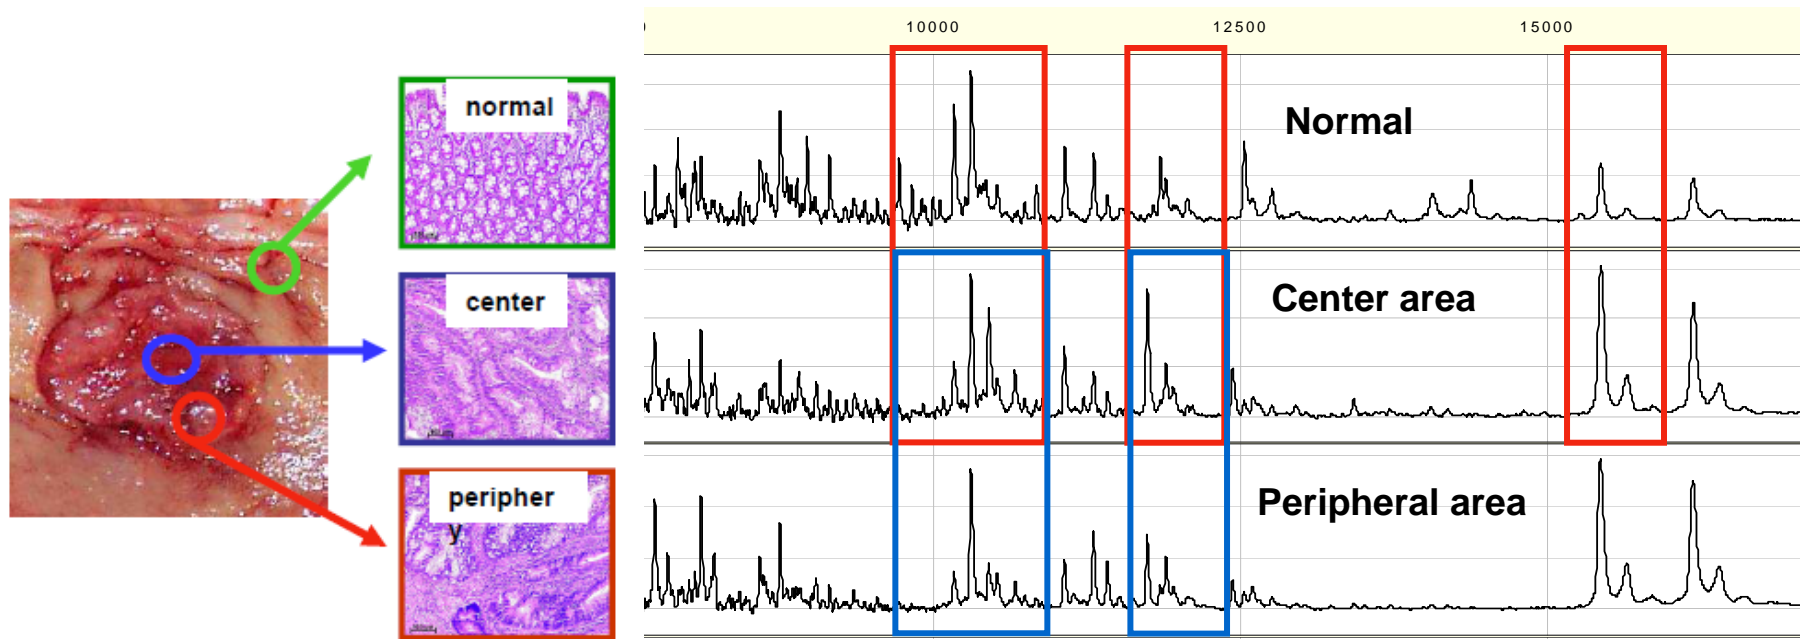 10000
12500
15000
normal
center
peripher
y
Normal
Center area
Peripheral area